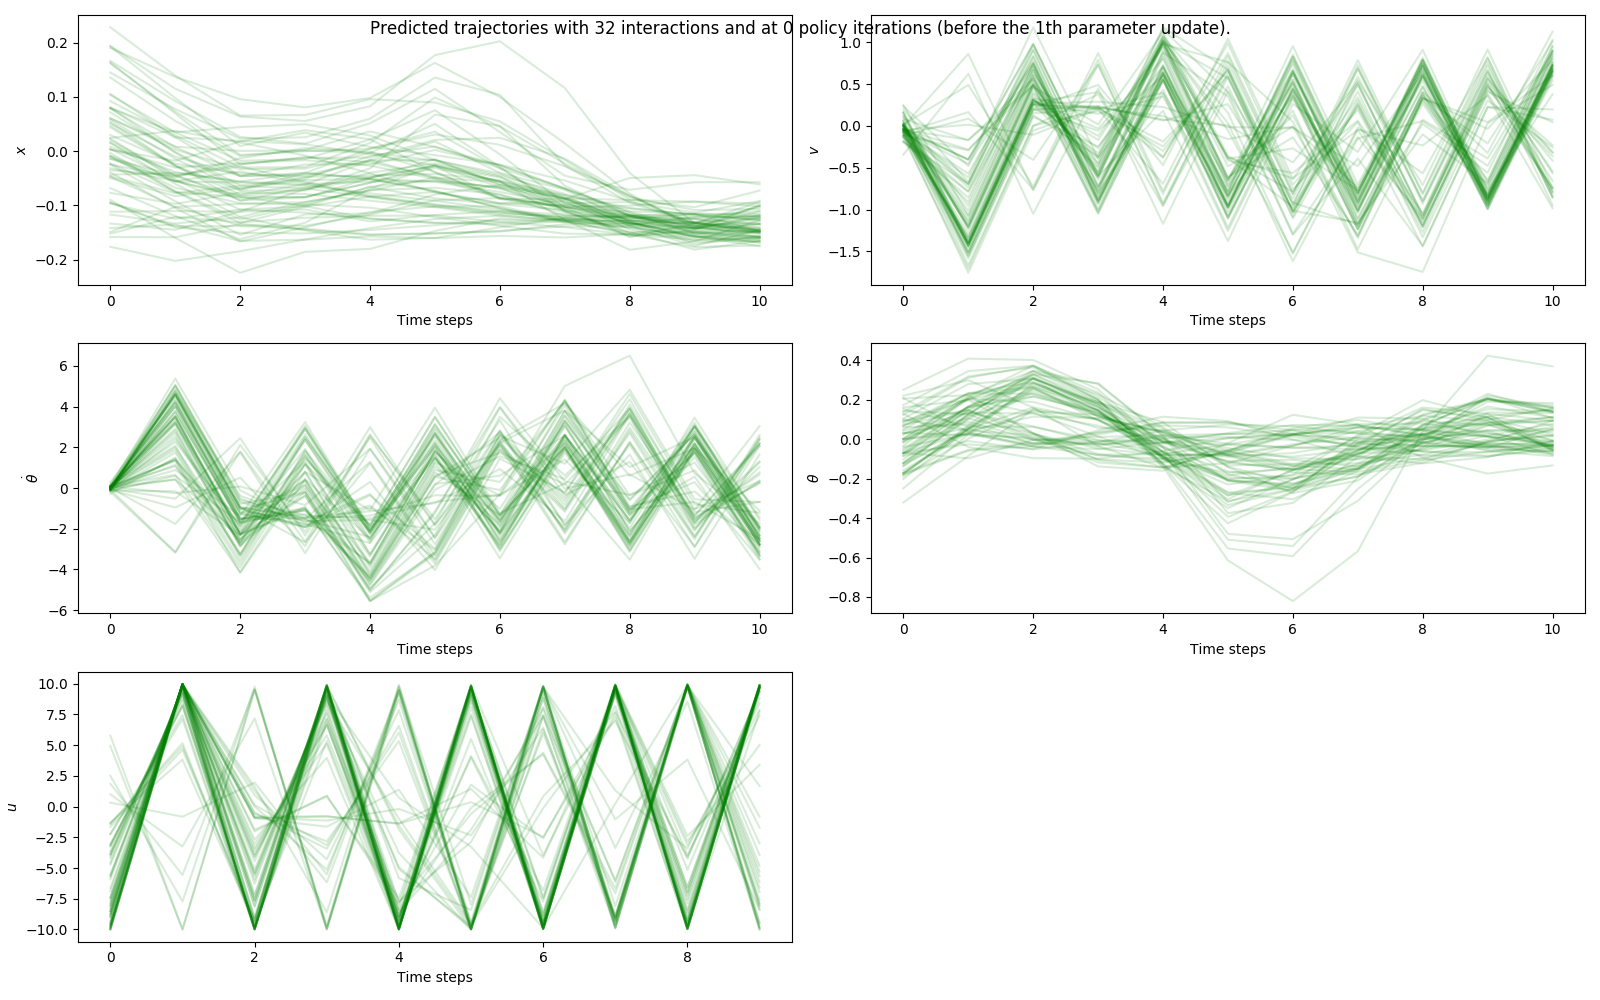 Predicted trajectories with 32 interactions and at 0 policy iterations (before the 1th parameter update).
0.2
0.1
0.0
−0.1
−0.2
x
0 2 4 6 8 10
Time steps
1.0
0.5
0.0
−0.5
−1.0
−1.5
v
0 2 4 6 8 10
Time steps
6
4
2
0
−2
−4
−6
θ̇
0 2 4 6 8 10
Time steps
0.4
0.2
0.0
−0.2
−0.4
−0.6
−0.8
θ
0 2 4 6 8 10
Time steps
10.0
7.5
5.0
2.5
0.0
−2.5
−5.0
−7.5
−10.0
u
0 2 4 6 8
Time steps